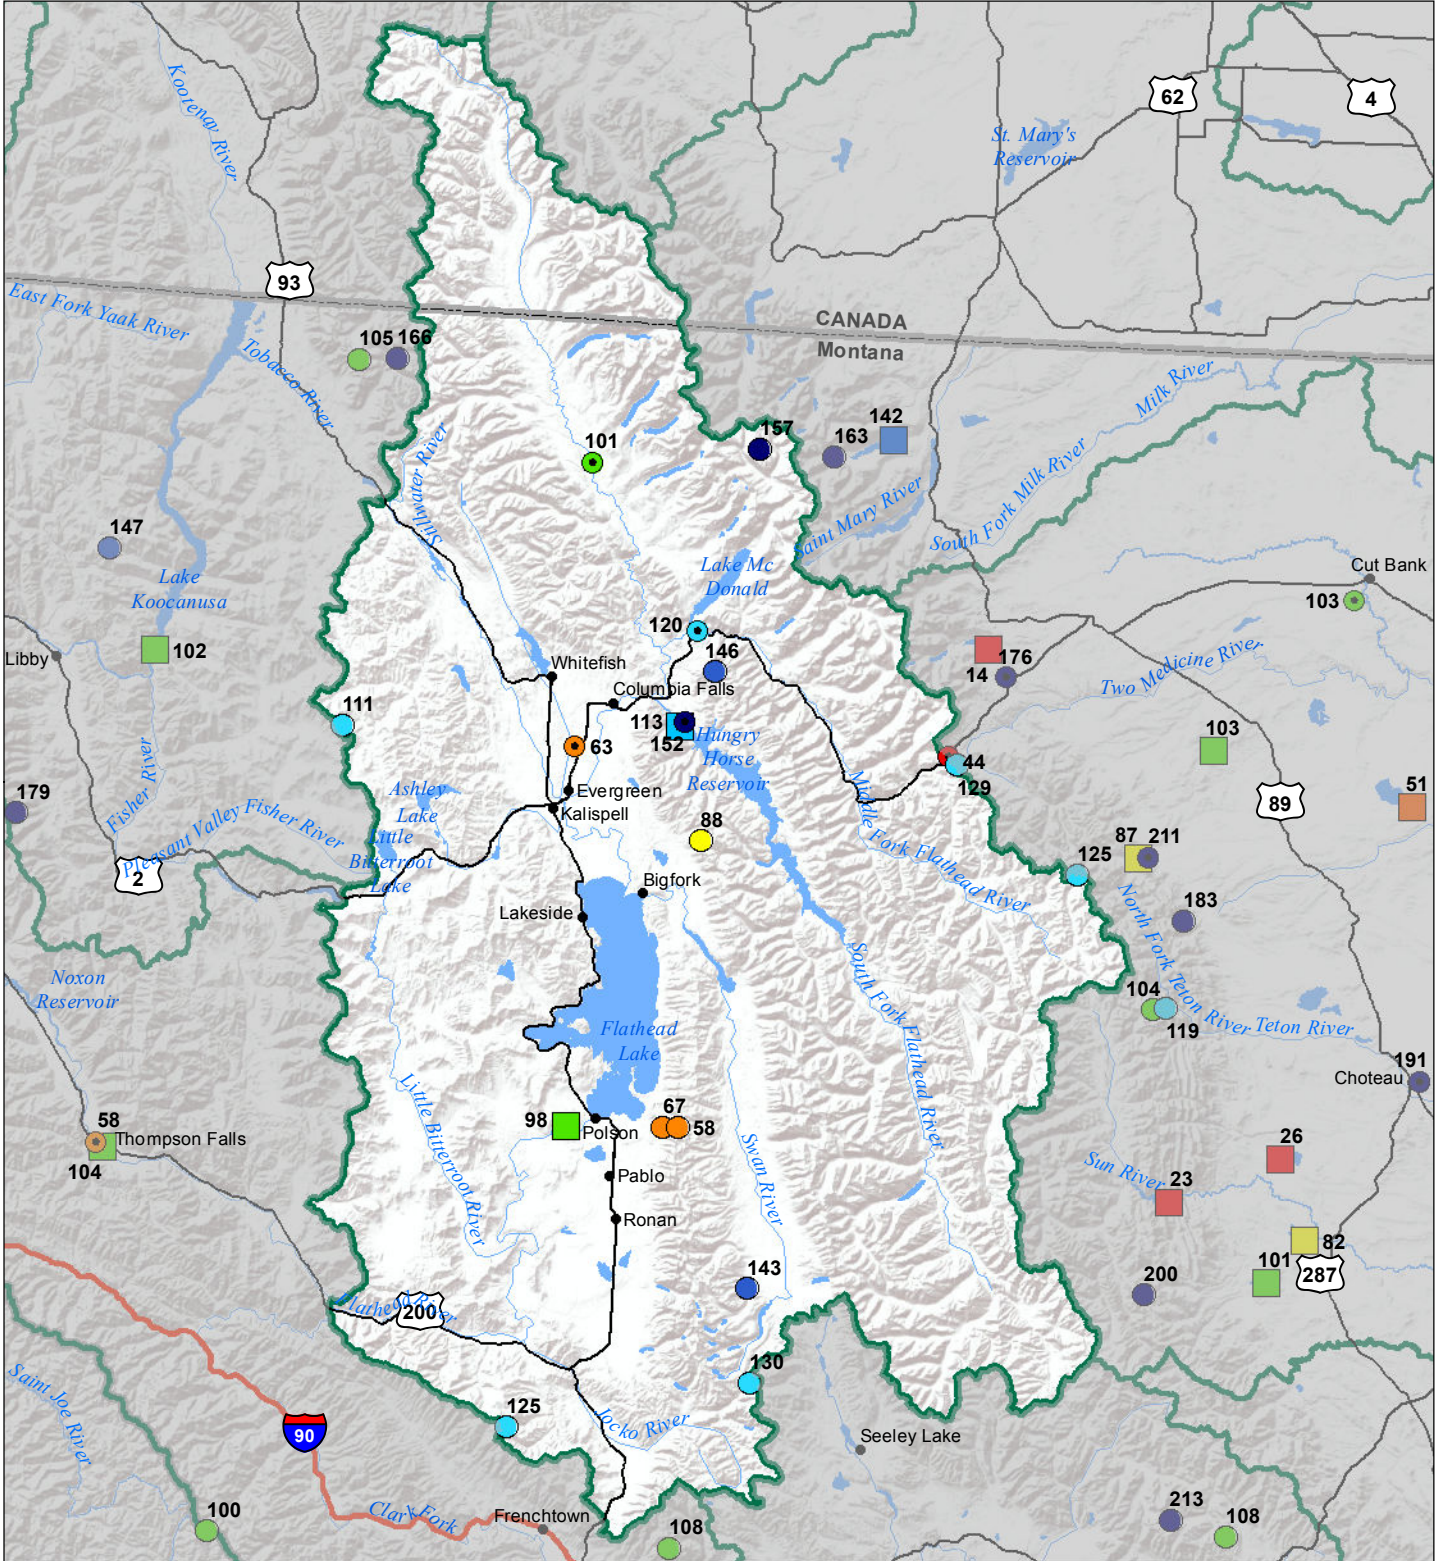 62
4
Kootenay River
St. Mary's
Reservoir
93
CANADA
Montana
East Fork Yaak River
Tobacco River
105
166
Milk River
142
157
163
101
Stillwater River
Saint Mary River
South Fork Milk River
147
Lake
Koocanusa
Lake Mc
Donald
Cut Bank
103
120
102
Libby
Whitefish
146
176
14
Two Medicine River
Columbia Falls
111
113
152
Hungry
Horse
Reservoir
63
103
44
129
179
Fisher River
Ashley
Lake
Evergreen
Kalispell
89
51
Pleasant Valley Fisher River
Little
Bitterroot
Lake
88
Middle Fork Flathead River
87
211
125
2
Bigfork
Lakeside
183
North Fork Teton River
Noxon
Reservoir
South Fork Flathead River
104
119
Teton River
Flathead
Lake
191
Choteau
Little Bitterroot River
58
Thompson Falls
104
98
Polson
67
58
26
Swan River
Pablo
Sun River
23
Ronan
82
143
200
101
287
Flathead River
200
130
Saint Joe River
125
Jocko River
90
Seeley Lake
100
Clark Fork
Frenchtown
108
213
108